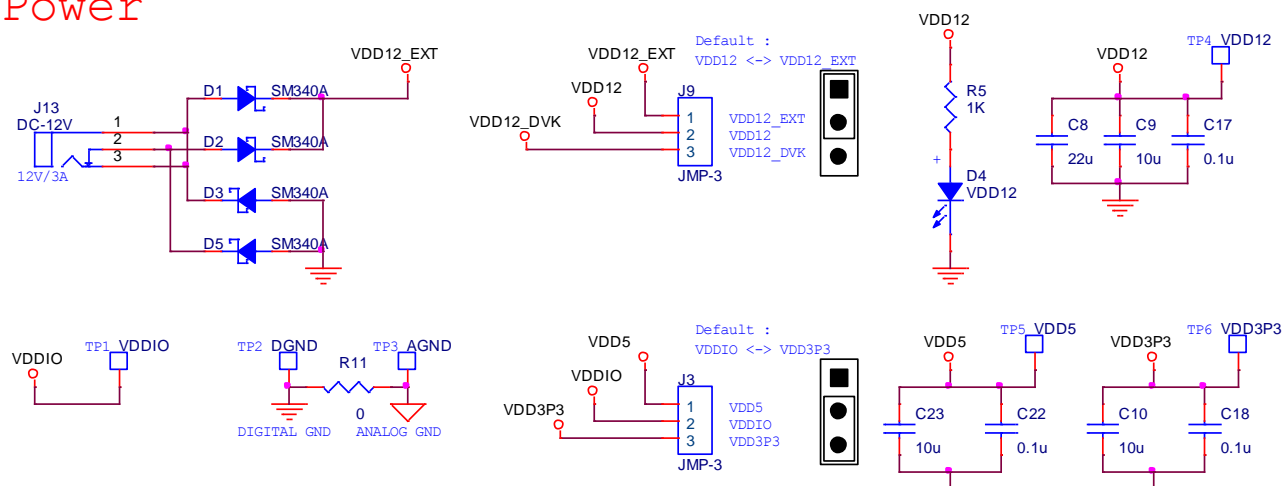 Power
VDD12_EXT
J13
DC-12V
1
2
3
12V/3A
D1
SM340A
D2
SM340A
D3
SM340A
D5
SM340A
VDD12_EXT
VDD12
VDD12_DVK
Default :
VDD12 <-> VDD12_EXT
J9
1
VDD12_EXT
2
VDD12
3
VDD12_DVK
JMP-3
VDD12
R5
1K
+
D4
VDD12
VDD12
TP4
VDD12
C8
22u
C9
10u
C17
0.1u
VDDIO
TP1
VDDIO
TP2
DGND
R11
0
TP3
AGND
DIGITAL GND
ANALOG GND
VDD5
VDDIO
VDD3P3
Default :
VDDIO <-> VDD3P3
J3
1
VDD5
2
VDDIO
3
VDD3P3
JMP-3
VDD5
TP5
VDD5
C23
10u
C22
0.1u
VDD3P3
TP6
VDD3P3
C10
10u
C18
0.1u